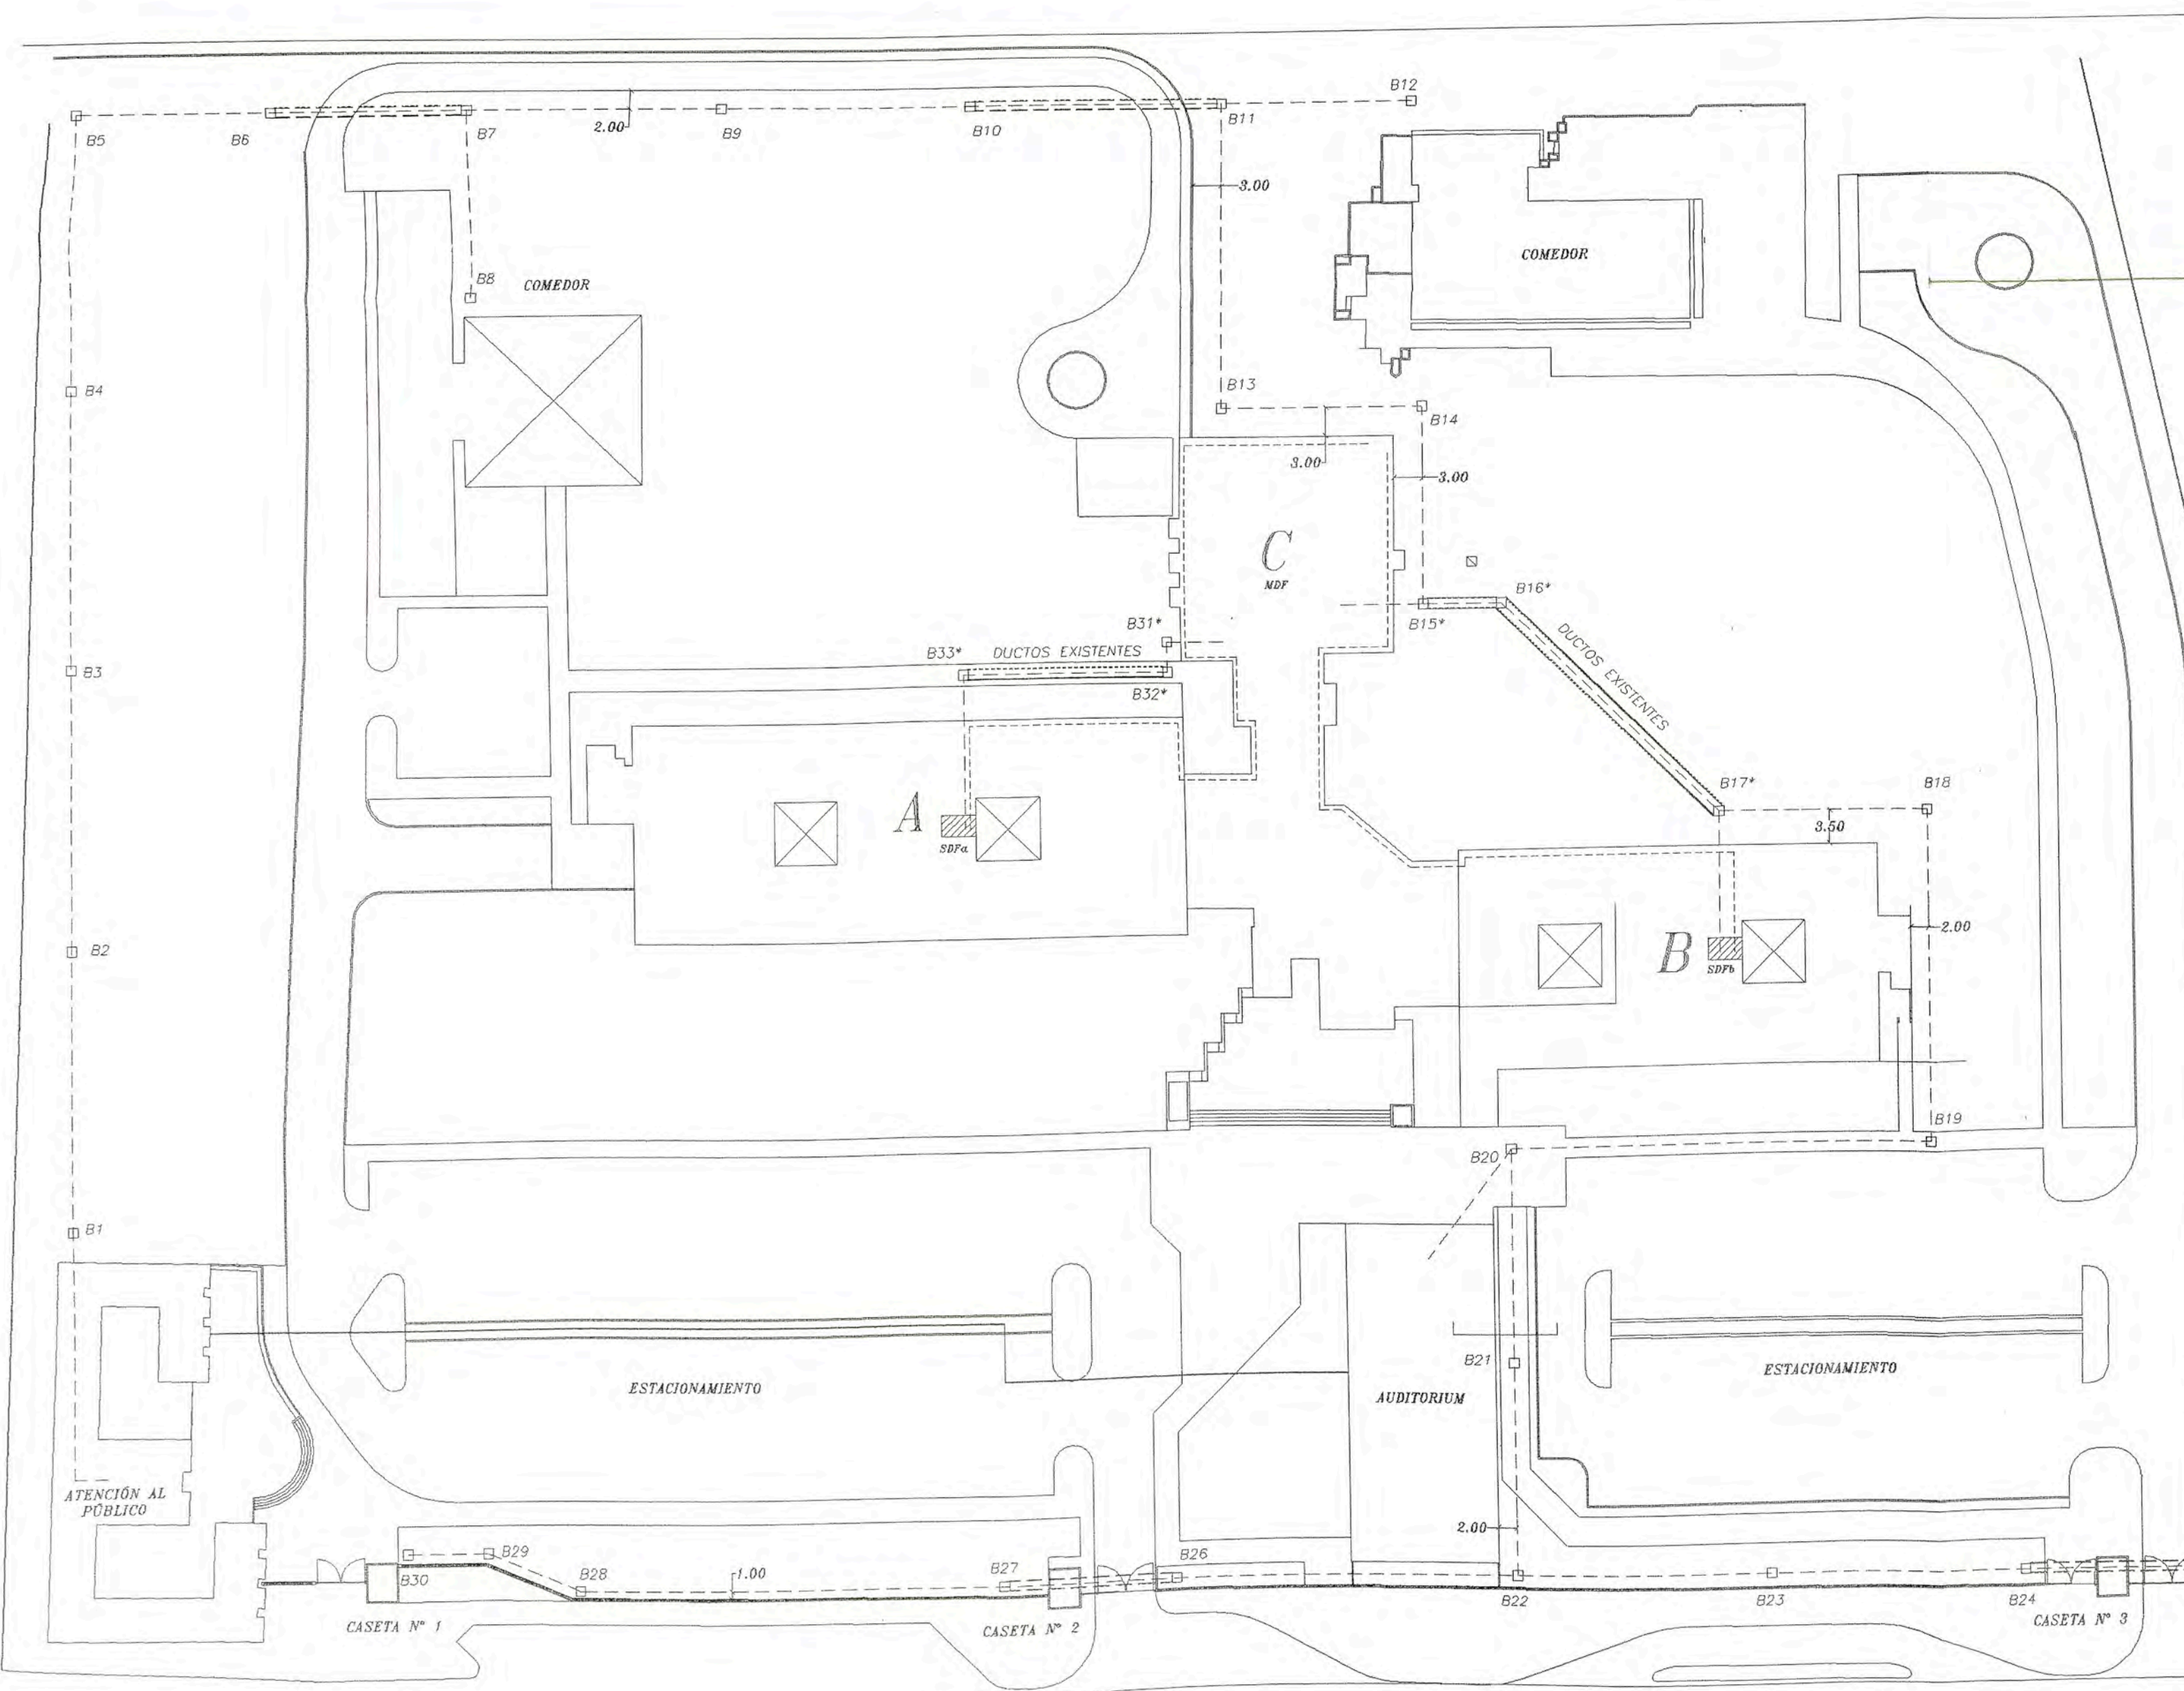 B12
B5
B6
B7
2.00
B9
B10
B11
3.00
COMEDOR
B8
COMEDOR
B4
B13
B14
3.00
3.00
C
MDF
B16*
B15*
B31*
B33*
DUCTOS EXISTENTES
B32*
DUCTOS EXISTENTES
B3
B17*
B18
3.50
A
SDFa
B
SDFb
2.00
B2
B19
B20
B1
B21
ESTACIONAMIENTO
ESTACIONAMIENTO
AUDITORIUM
ATENCIÓN AL
PÚBLICO
2.00
B29
B30
B28
1.00
B27
B26
B22
B23
B24
CASETA Nº 1
CASETA Nº 2
CASETA Nº 3